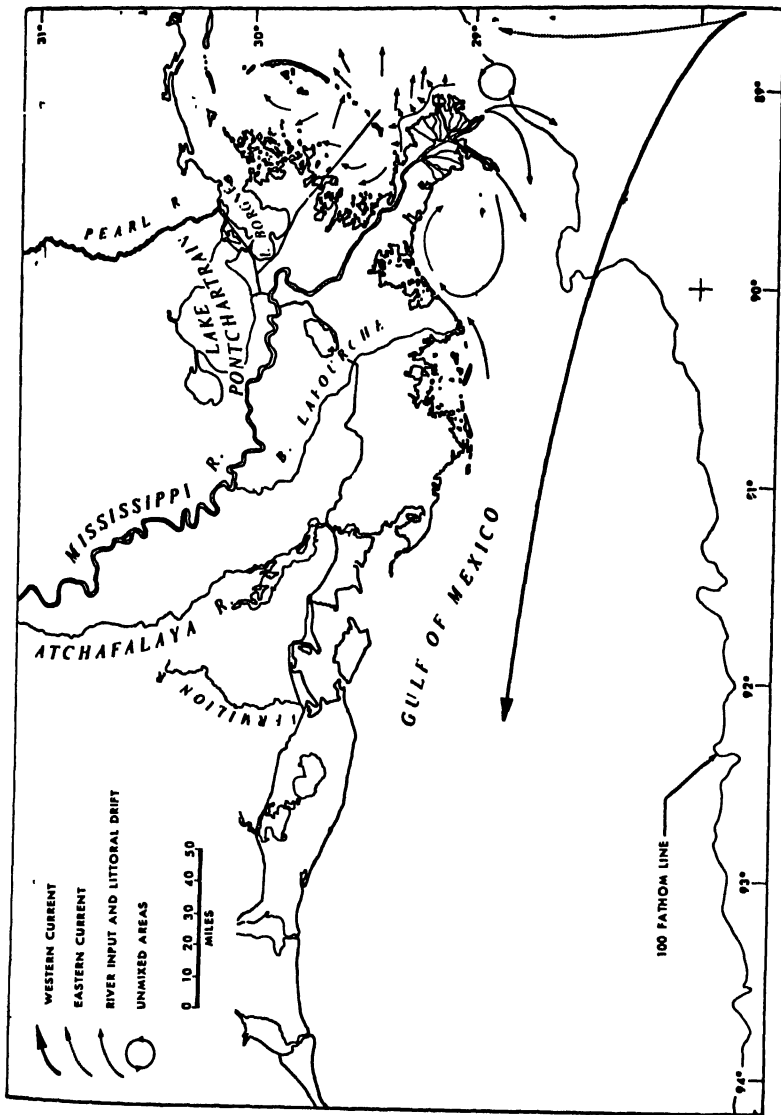 WESTERN CURRENT
EASTERN CURRENT
RIVER INPUT AND LITTORAL DRIFT
UNMIXED AREAS
0 10 20 30 40 50
MILES
MISSISSIPPI R.
ATCHAFALAYA R
VERMILION R
B. LAFOURCHE
LAKE
PONTCHARTRAIN
PEARL R
L. BORGNE
GULF OF MEXICO
100 FATHOM LINE
31°
30°
29°
94°
93°
92°
91°
90°
89°